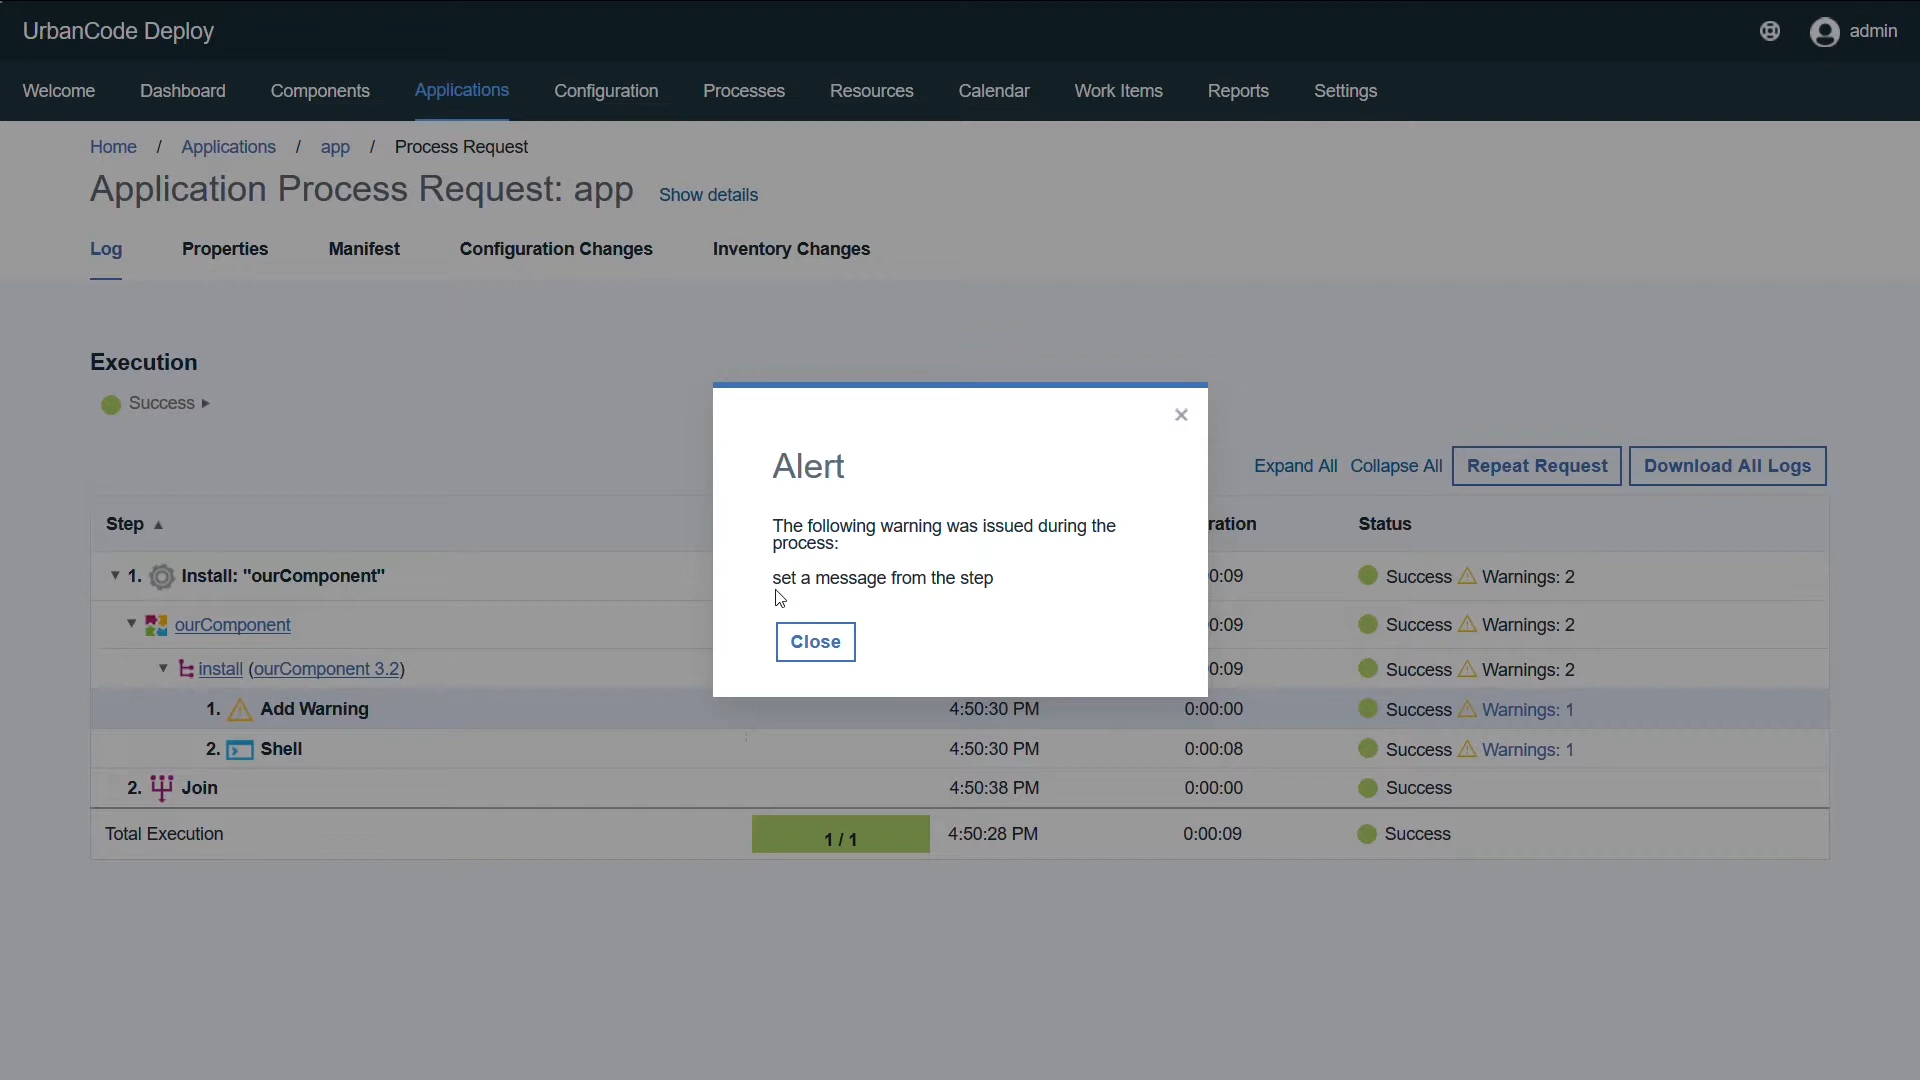 UrbanCode Deploy
admin
Welcome Dashboard Components Applications Configuration Processes Resources Calendar Work Items Reports Settings
Home / Applications / app / Process Request
Application Process Request: app Show details
Log Properties Manifest Configuration Changes Inventory Changes
Execution
Success
Alert
The following warning was issued during the
process:
set a message from the step
Close
Expand All Collapse All Repeat Request Download All Logs
Step ration Status
1. Install: "ourComponent" 0:09 Success Warnings: 2
ourComponent 0:09 Success Warnings: 2
install (ourComponent 3.2) 0:09 Success Warnings: 2
1. Add Warning 4:50:30 PM 0:00:00 Success Warnings: 1
2. Shell 4:50:30 PM 0:00:08 Success Warnings: 1
2. Join 4:50:38 PM 0:00:00 Success
Total Execution 1 / 1 4:50:28 PM 0:00:09 Success